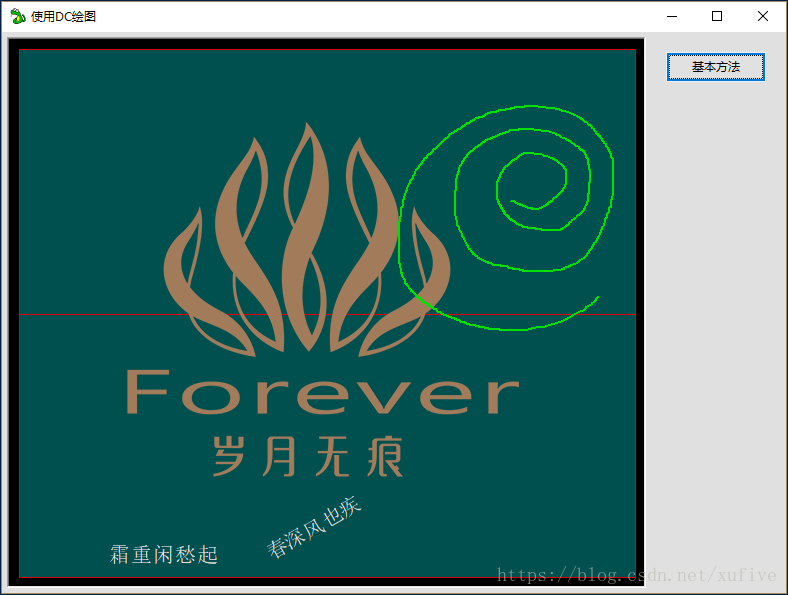 使用DC绘图
基本方法
Forever
岁月无痕
春深风也疾
霜重闲愁起
https://blog.csdn.net/xufive